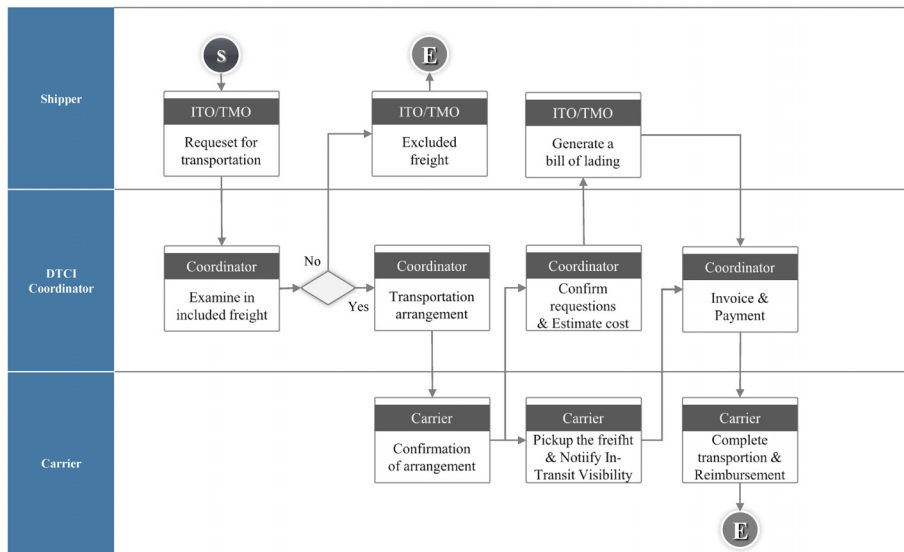 Shipper
S
ITO/TMO
Requeset for
transportation
E
ITO/TMO
Excluded
freight
ITO/TMO
Generate a
bill of lading
DTCI
Coordinator
Coordinator
Examine in
included freight
No
Yes
Coordinator
Transportation
arrangement
Coordinator
Confirm
requestions
& Estimate cost
Coordinator
Invoice &
Payment
Carrier
Carrier
Confirmation
of arrangement
Carrier
Pickup the freifht
& Notiify In-
Transit Visibility
Carrier
Complete
transportion &
Reimbursement
E